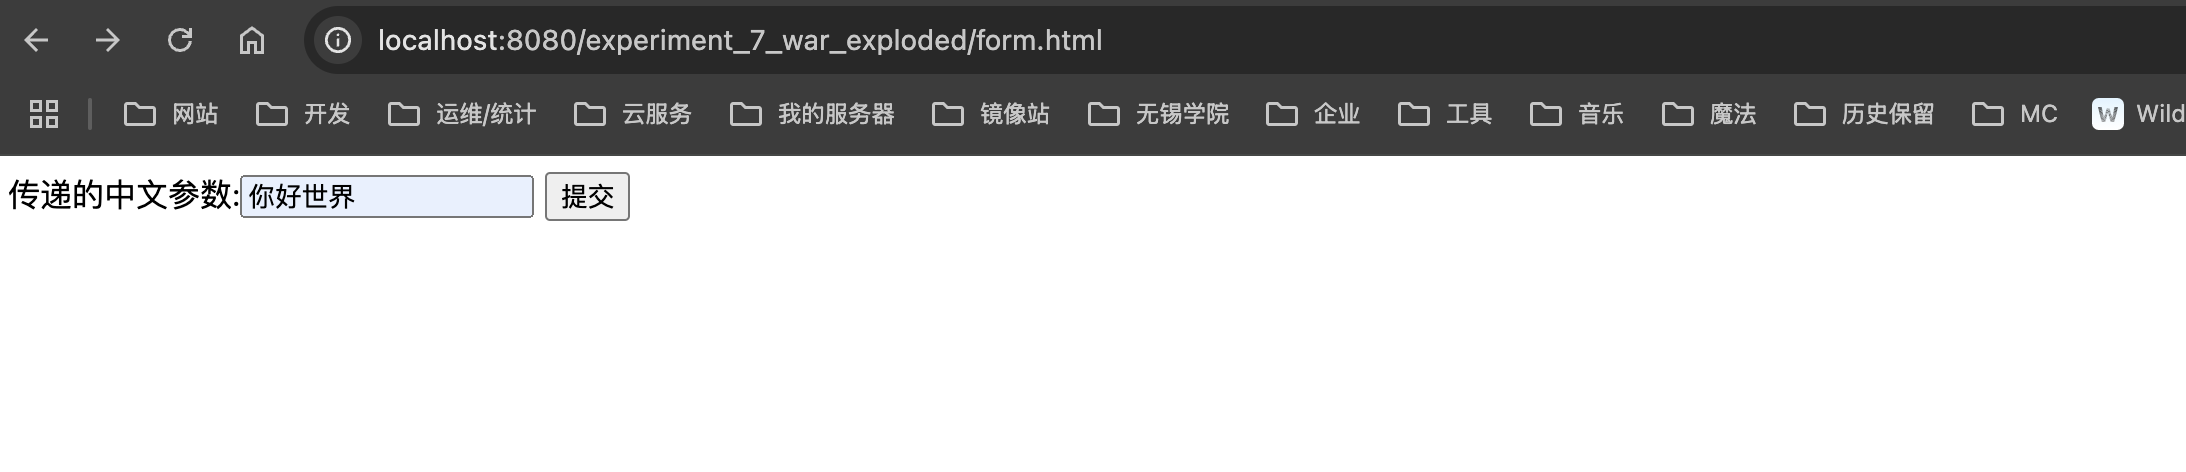 localhost:8080/experiment_7_war_exploded/form.html
网站 开发 运维/统计 云服务 我的服务器 镜像站 无锡学院 企业 工具 音乐 魔法 历史保留 MC W Wild
传递的中文参数:你好世界 提交